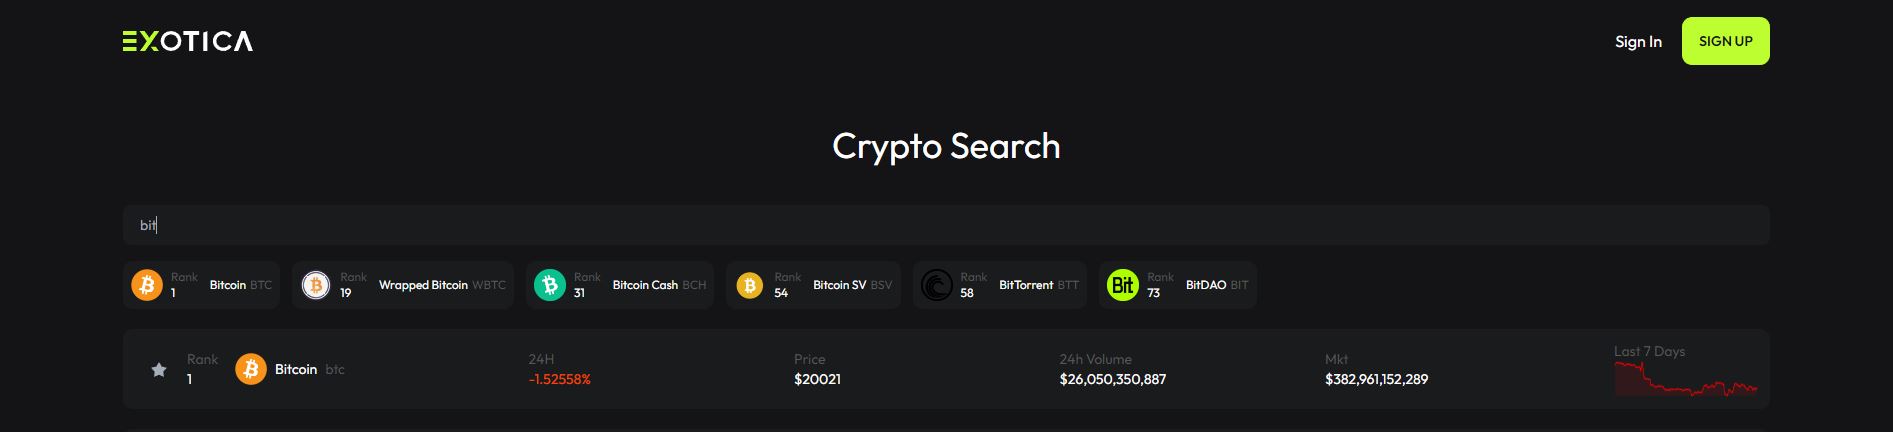 EXOTICA
Sign In
SIGN UP
Crypto Search
bit
Rank
1
Bitcoin BTC
Rank
19
Wrapped Bitcoin WBTC
Rank
31
Bitcoin Cash BCH
Rank
54
Bitcoin SV BSV
Rank
58
BitTorrent BTT
Bit
Rank
73
BitDAO BIT
Rank
1
Bitcoin btc
24H
-1.52558%
Price
$20021
24h Volume
$26,050,350,887
Mkt
$382,961,152,289
Last 7 Days